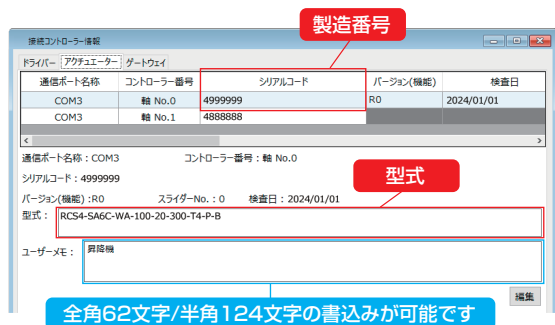 製造番号
接続コントローラー情報
ドライバー アクチュエーター ゲートウェイ
通信ポート名称 コントローラー番号 シリアルコード バージョン(機能) 検査日
COM3 軸 No.0 4999999 R0 2024/01/01
COM3 軸 No.1 4888888
通信ポート名称：COM3 コントローラー番号：軸 No.0
シリアルコード：4999999
型式
バージョン(機能) :R0 スライダーNo.：0 検査日：2024/01/01
型式： RCS4-SA6C-WA-100-20-300-T4-P-B
ユーザーメモ： 昇降機
編集
全角62文字/半角124文字の書込みが可能です